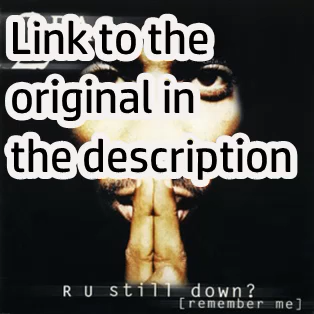 Link to the
original in
the description
R U still down?
[remember me]